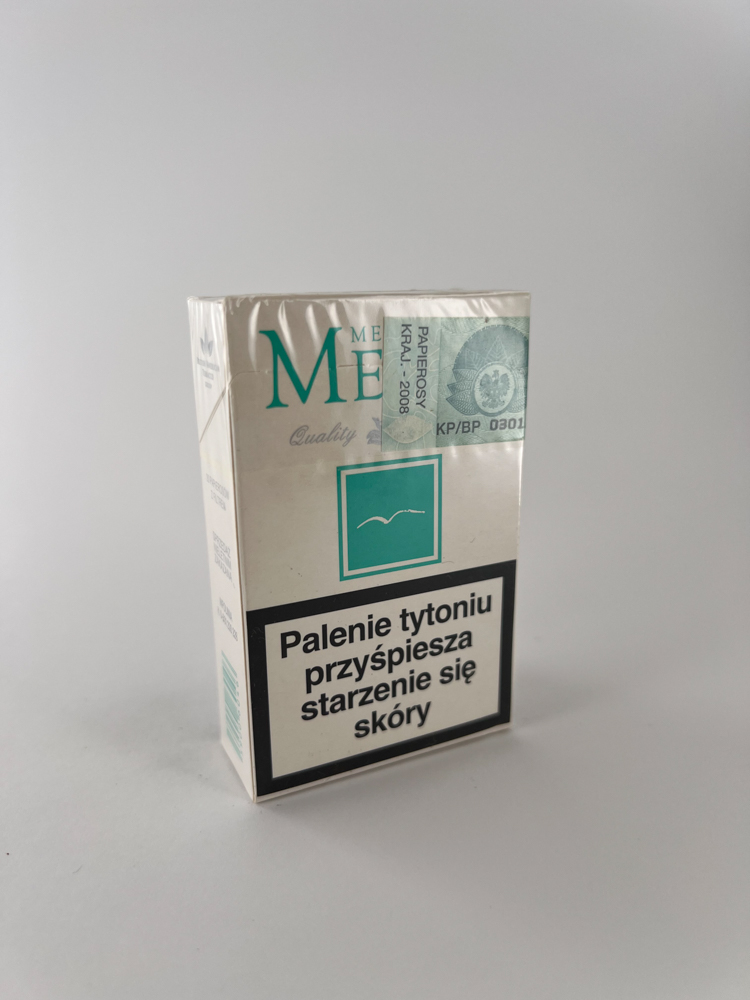 ME
ME
Quality
PAPIEROSY
KRAJ. - 2008
KP/BP 0301
Palenie tytoniu
przyśpiesza
starzenie się
skóry